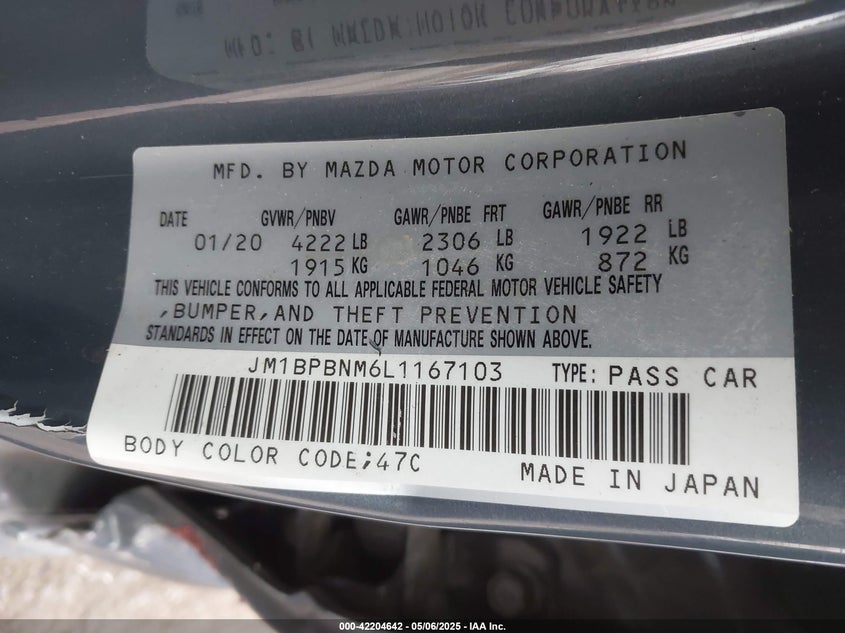 MFD. BY MAZDA MOTOR CORPORATION
DATE GVWR/PNBV GAWR/PNBE FRT GAWR/PNBE RR
01/20 4222 LB 2306 LB 1922 LB
1915 KG 1046 KG 872 KG
THIS VEHICLE CONFORMS TO ALL APPLICABLE FEDERAL MOTOR VEHICLE SAFETY
,BUMPER,AND THEFT PREVENTION
STANDARDS IN EFFECT ON THE DATE OF MANUFACTURE SHOWN ABOVE.
JM1BPBNM6L1167103 TYPE: PASS CAR
BODY COLOR CODE;47C
MADE IN JAPAN
000-42204642 - 05/06/2025 - IAA Inc.